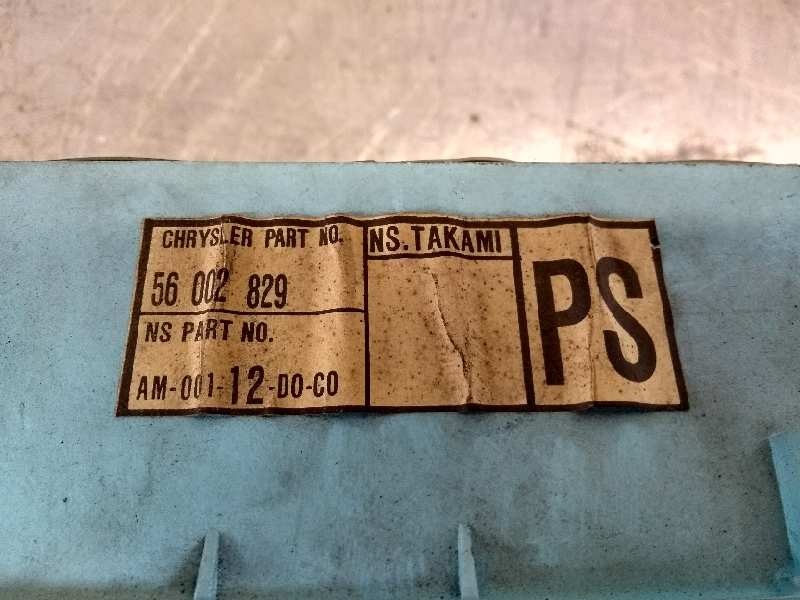 CHRYSLER PART NO.
56 002 829
NS PART NO.
AM-001-12-DO-CO
NS.TAKAMI
PS